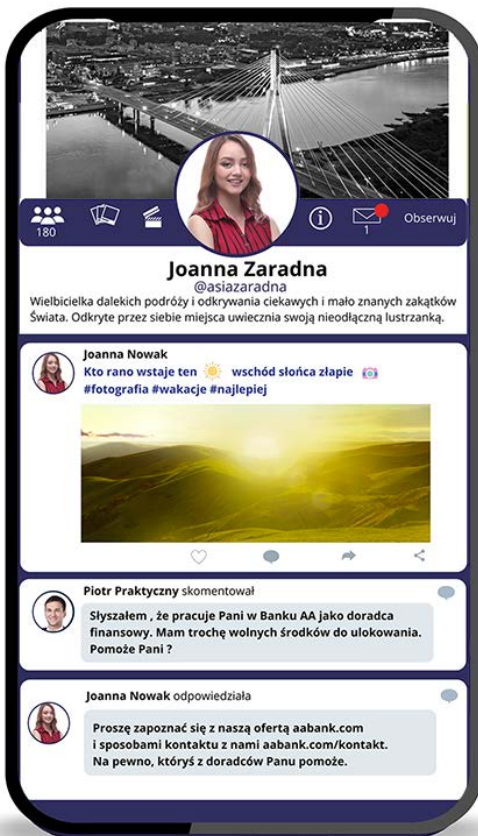 180
1
Obserwuj
Joanna Zaradna
@asiazaradna
Wielbicielka dalekich podróży i odkrywania ciekawych i mało znanych zakątków
Świata. Odkryte przez siebie miejsca uwiecznia swoją nieodłączną lustrzanką.
Joanna Nowak
Kto rano wstaje ten wschód słońca złapie
#fotografia #wakacje #najlepiej
Piotr Praktyczny skomentował
Słyszałem , że pracuje Pani w Banku AA jako doradca
finansowy. Mam trochę wolnych środków do ulokowania.
Pomoże Pani ?
Joanna Nowak odpowiedziała
Proszę zapoznać się z naszą ofertą aabank.com
i sposobami kontaktu z nami aabank.com/kontakt.
Na pewno, któryś z doradców Panu pomoże.